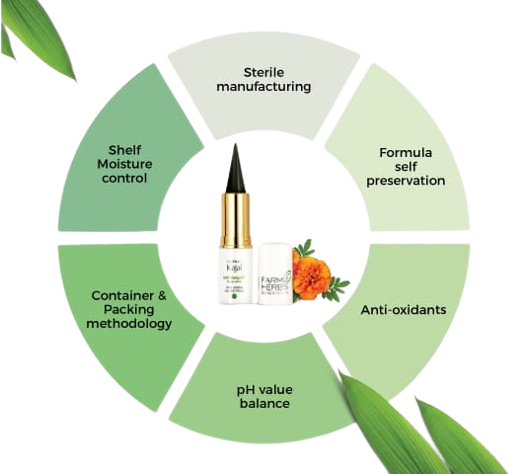 Sterile
manufacturing
Formula
self
preservation
Anti-oxidants
pH value
balance
Container &
Packing
methodology
Shelf
Moisture
control
kajal
FARM
HERBS